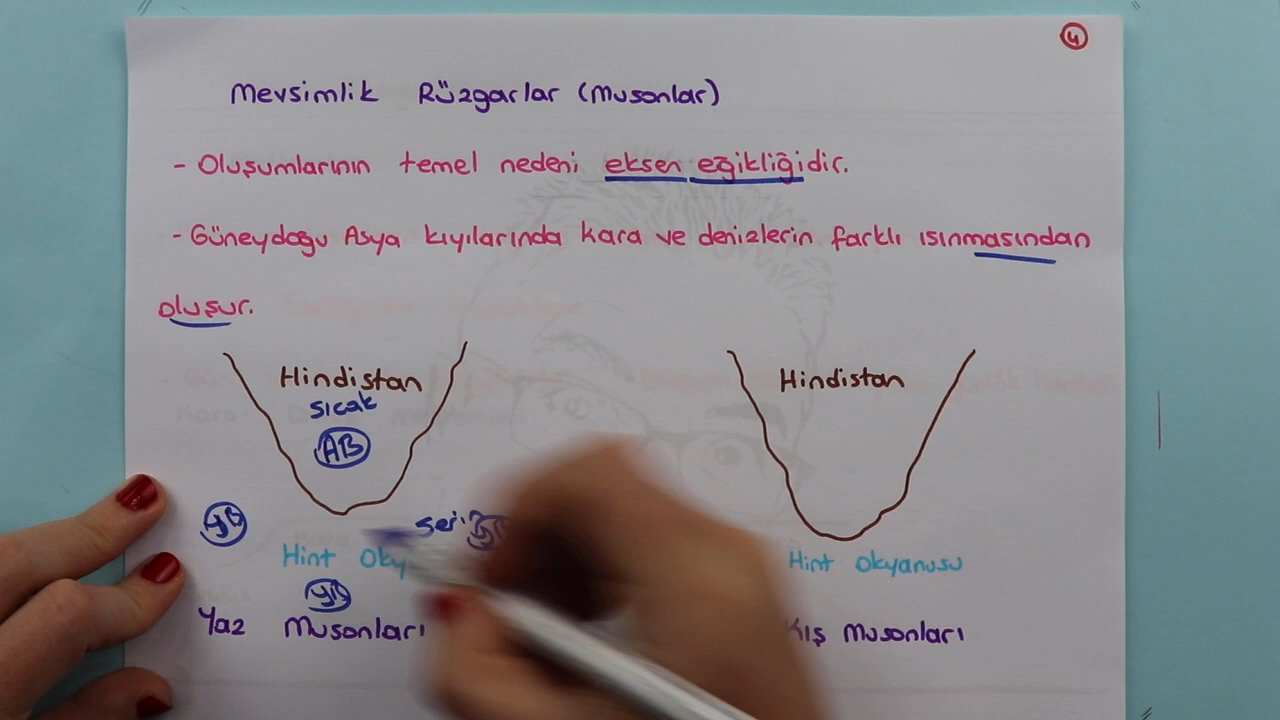 4
Mevsimlik Rüzgarlar (Musonlar)
- Oluşumlarının temel nedeni eksen eğikliğidir.
- Güneydoğu Asya kıyılarında kara ve denizlerin farklı ısınmasından
oluşur.
Hindistan
sıcak
AB
YB
Hint
YB
Yaz Musonları
Hindistan
Hint Okyanusu
Kış Musonları